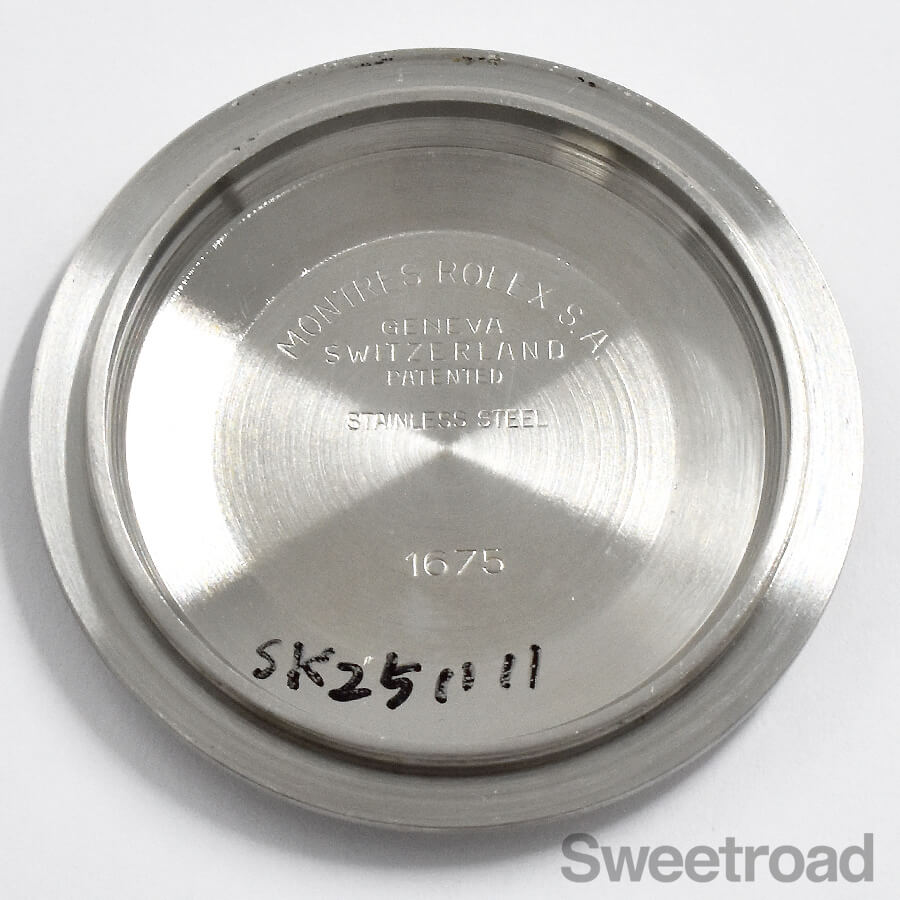 MONTRES ROLEX S.A.
GENEVA
SWITZERLAND
PATENTED
STAINLESS STEEL
1675
SK251111
Sweetroad